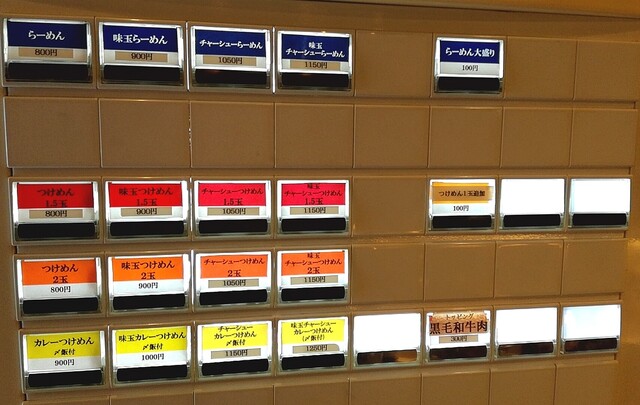 らーめん
800円
味玉らーめん
900円
チャーシューらーめん
1050円
味玉
チャーシューらーめん
1150円
らーめん大盛り
100円
つけめん
1.5玉
800円
味玉つけめん
1.5玉
900円
チャーシューつけめん
1.5玉
1050円
味玉
チャーシューつけめん
1.5玉
1150円
つけめん1玉追加
100円
つけめん
2玉
800円
味玉つけめん
2玉
900円
チャーシューつけめん
2玉
1050円
味玉
チャーシューつけめん
2玉
1150円
カレーつけめん
〆飯付
900円
味玉カレーつけめん
〆飯付
1000円
チャーシュー
カレーつけめん
〆飯付
1150円
味玉チャーシュー
カレーつけめん
〆飯付
1250円
トッピング
黒毛和牛肉
300円